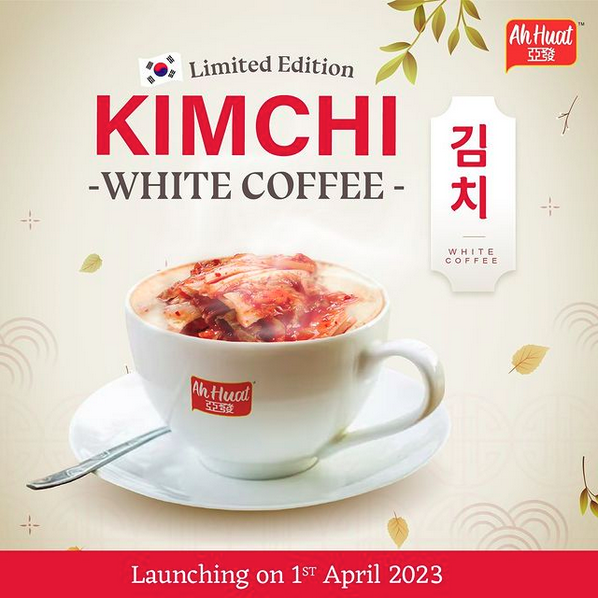 Ah Huat
亞發
™
Limited Edition
KIMCHI
-WHITE COFFEE -
김
치
WHITE
COFFEE
Ah Huat
亞發
Launching on 1ST April 2023